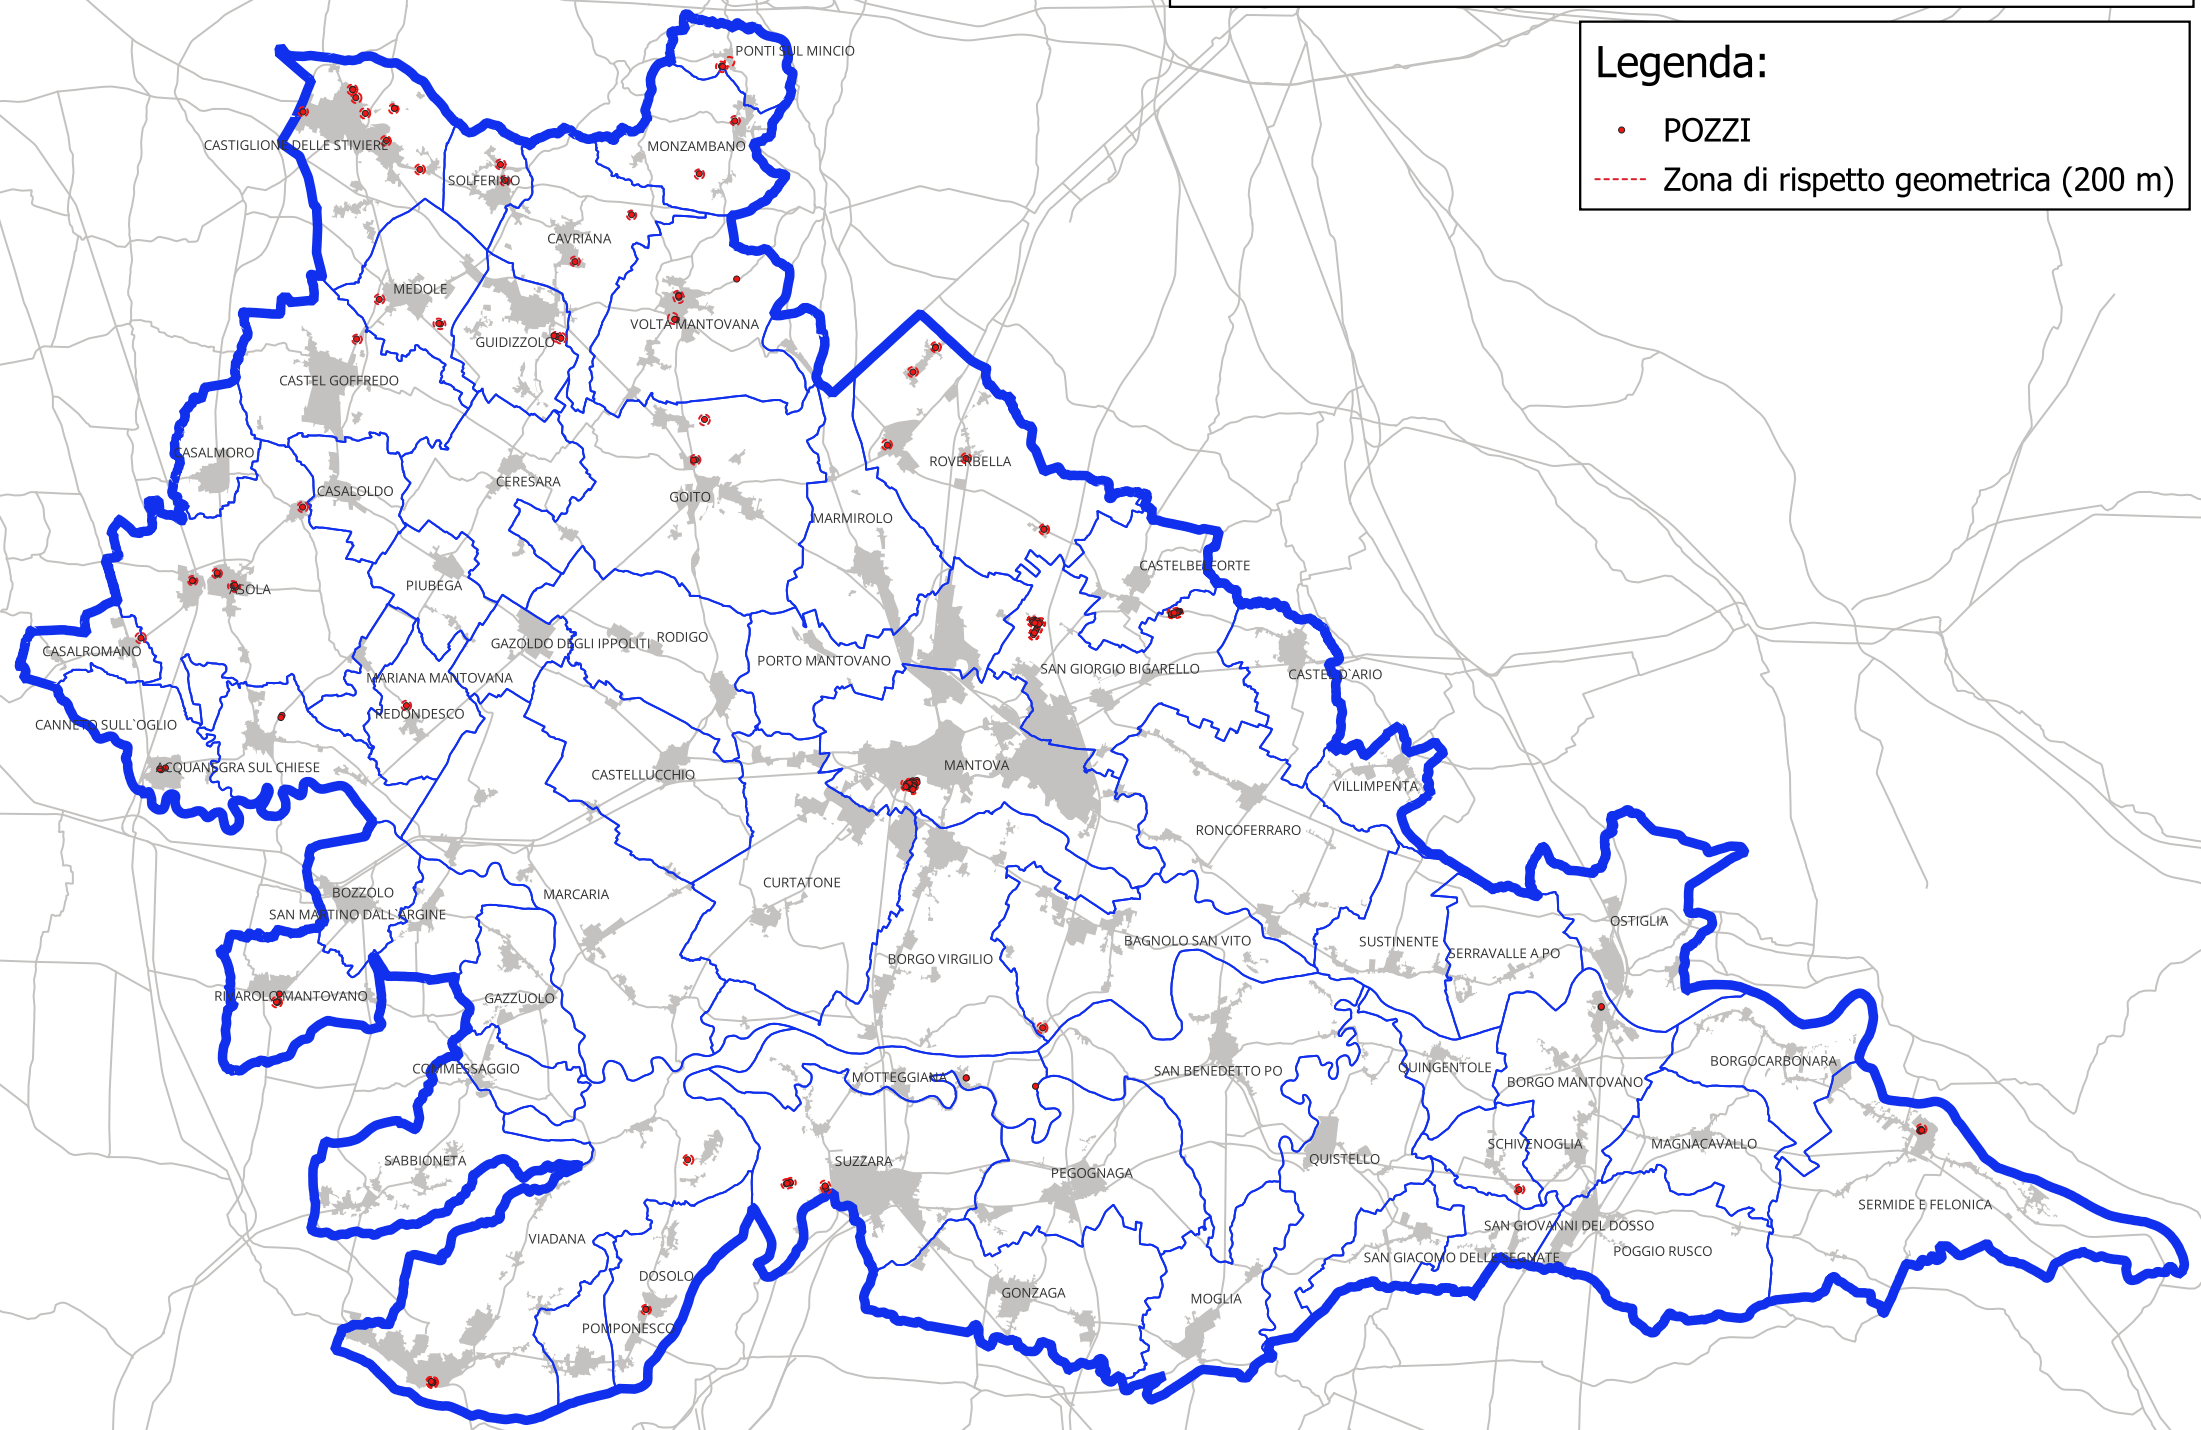 Legenda:
POZZI
Zona di rispetto geometrica (200 m)
PONTI SUL MINCIO
CASTIGLIONE DELLE STIVIERE
MONZAMBANO
SOLFERINO
CAVRIANA
MEDOLE
VOLTA MANTOVANA
GUIDIZZOLO
CASTEL GOFFREDO
CASALMORO
ROVERBELLA
CERESARA
CASALOLDO
GOITO
MARMIROLO
CASTELBELFORTE
PIUBEGA
ASOLA
RODIGO
GAZOLDO DEGLI IPPOLITI
CASALROMANO
PORTO MANTOVANO
SAN GIORGIO BIGARELLO
CASTEL D`ARIO
MARIANA MANTOVANA
REDONDESCO
CANNETO SULL`OGLIO
ACQUANEGRA SUL CHIESE
MANTOVA
CASTELLUCCHIO
VILLIMPENTA
RONCOFERRARO
CURTATONE
BOZZOLO
MARCARIA
SAN MARTINO DALL`ARGINE
OSTIGLIA
BAGNOLO SAN VITO
SUSTINENTE
SERRAVALLE A PO
BORGO VIRGILIO
RIVAROLO MANTOVANO
GAZZUOLO
COMMESSAGGIO
MOTTEGGIANA
SAN BENEDETTO PO
QUINGENTOLE
BORGOCARBONARA
BORGO MANTOVANO
SCHIVENOGLIA
MAGNACAVALLO
SABBIONETA
SUZZARA
QUISTELLO
PEGOGNAGA
SERMIDE E FELONICA
SAN GIOVANNI DEL DOSSO
VIADANA
POGGIO RUSCO
SAN GIACOMO DELLE SEGNATE
DOSOLO
GONZAGA
MOGLIA
POMPONESCO